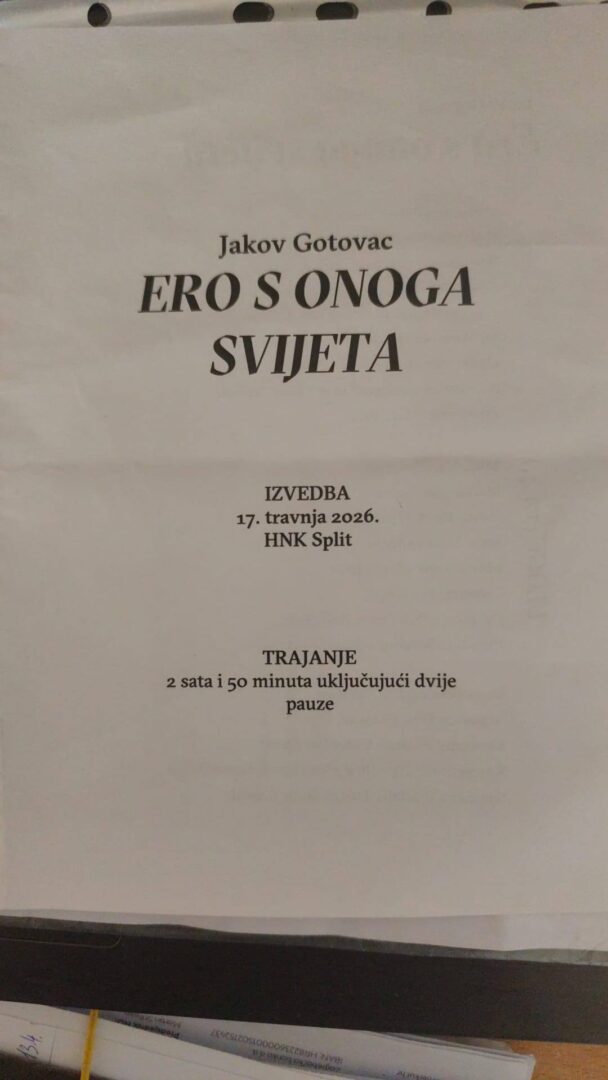 Jakov Gotovac
ERO S ONOGA
SVIJETA
IZVEDBA
17. travnja 2026.
HNK Split
TRAJANJE
2 sata i 50 minuta uključujući dvije
pauze